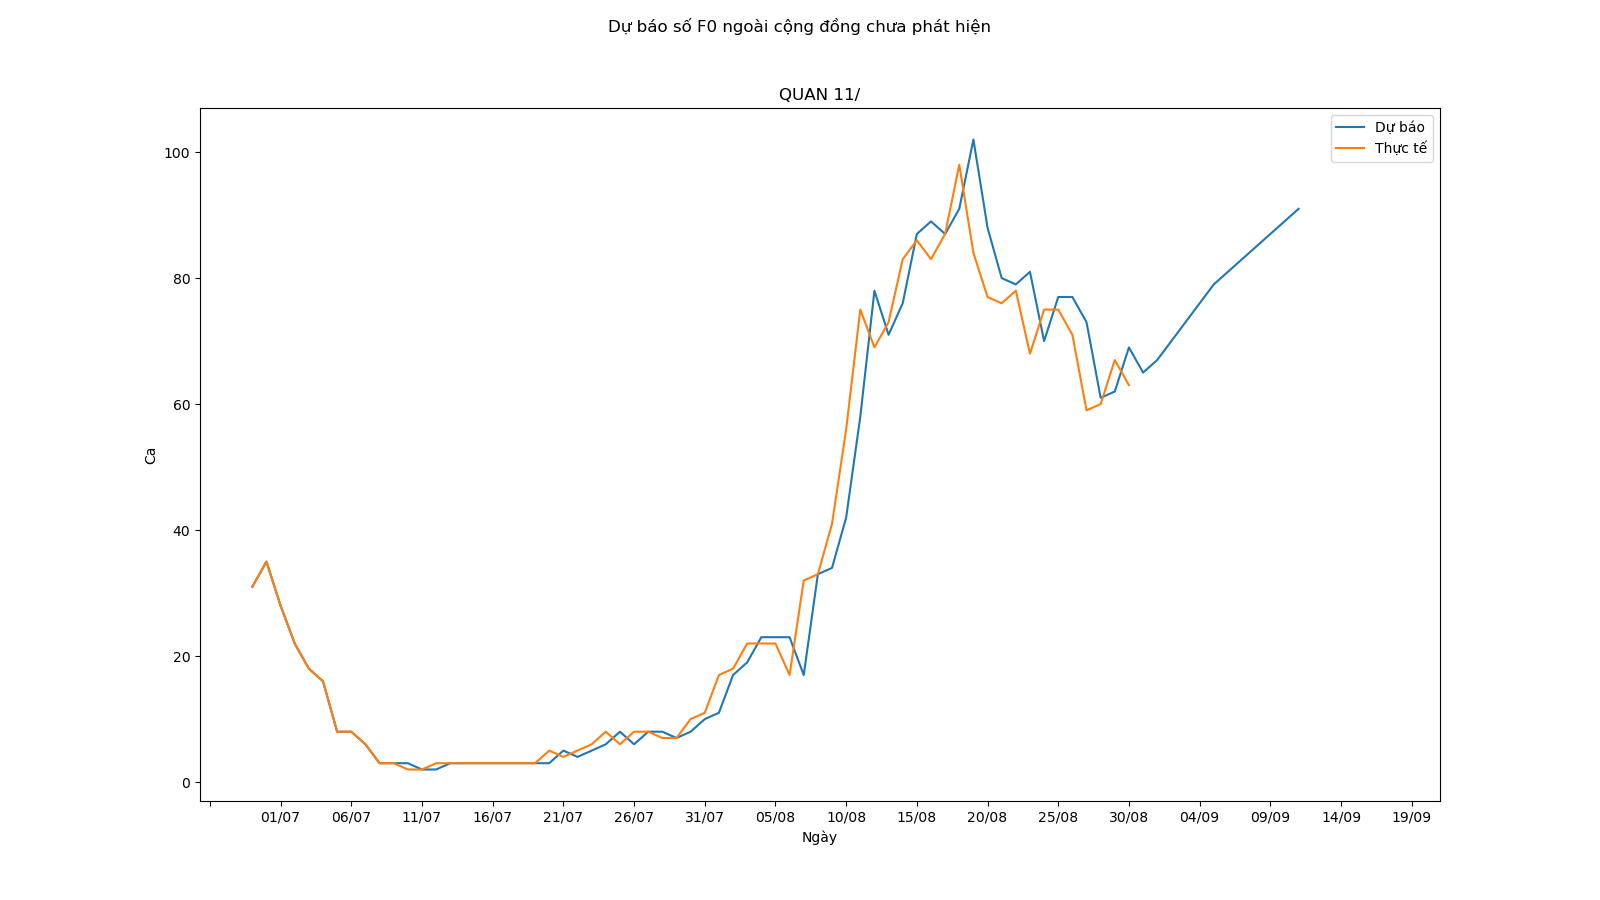 Dự báo số F0 ngoài cộng đồng chưa phát hiện
QUAN 11/
Dự báo
Thực tế
100
80
60
40
20
0
Ca
01/07 06/07 11/07 16/07 21/07 26/07 31/07 05/08 10/08 15/08 20/08 25/08 30/08 04/09 09/09 14/09 19/09
Ngày